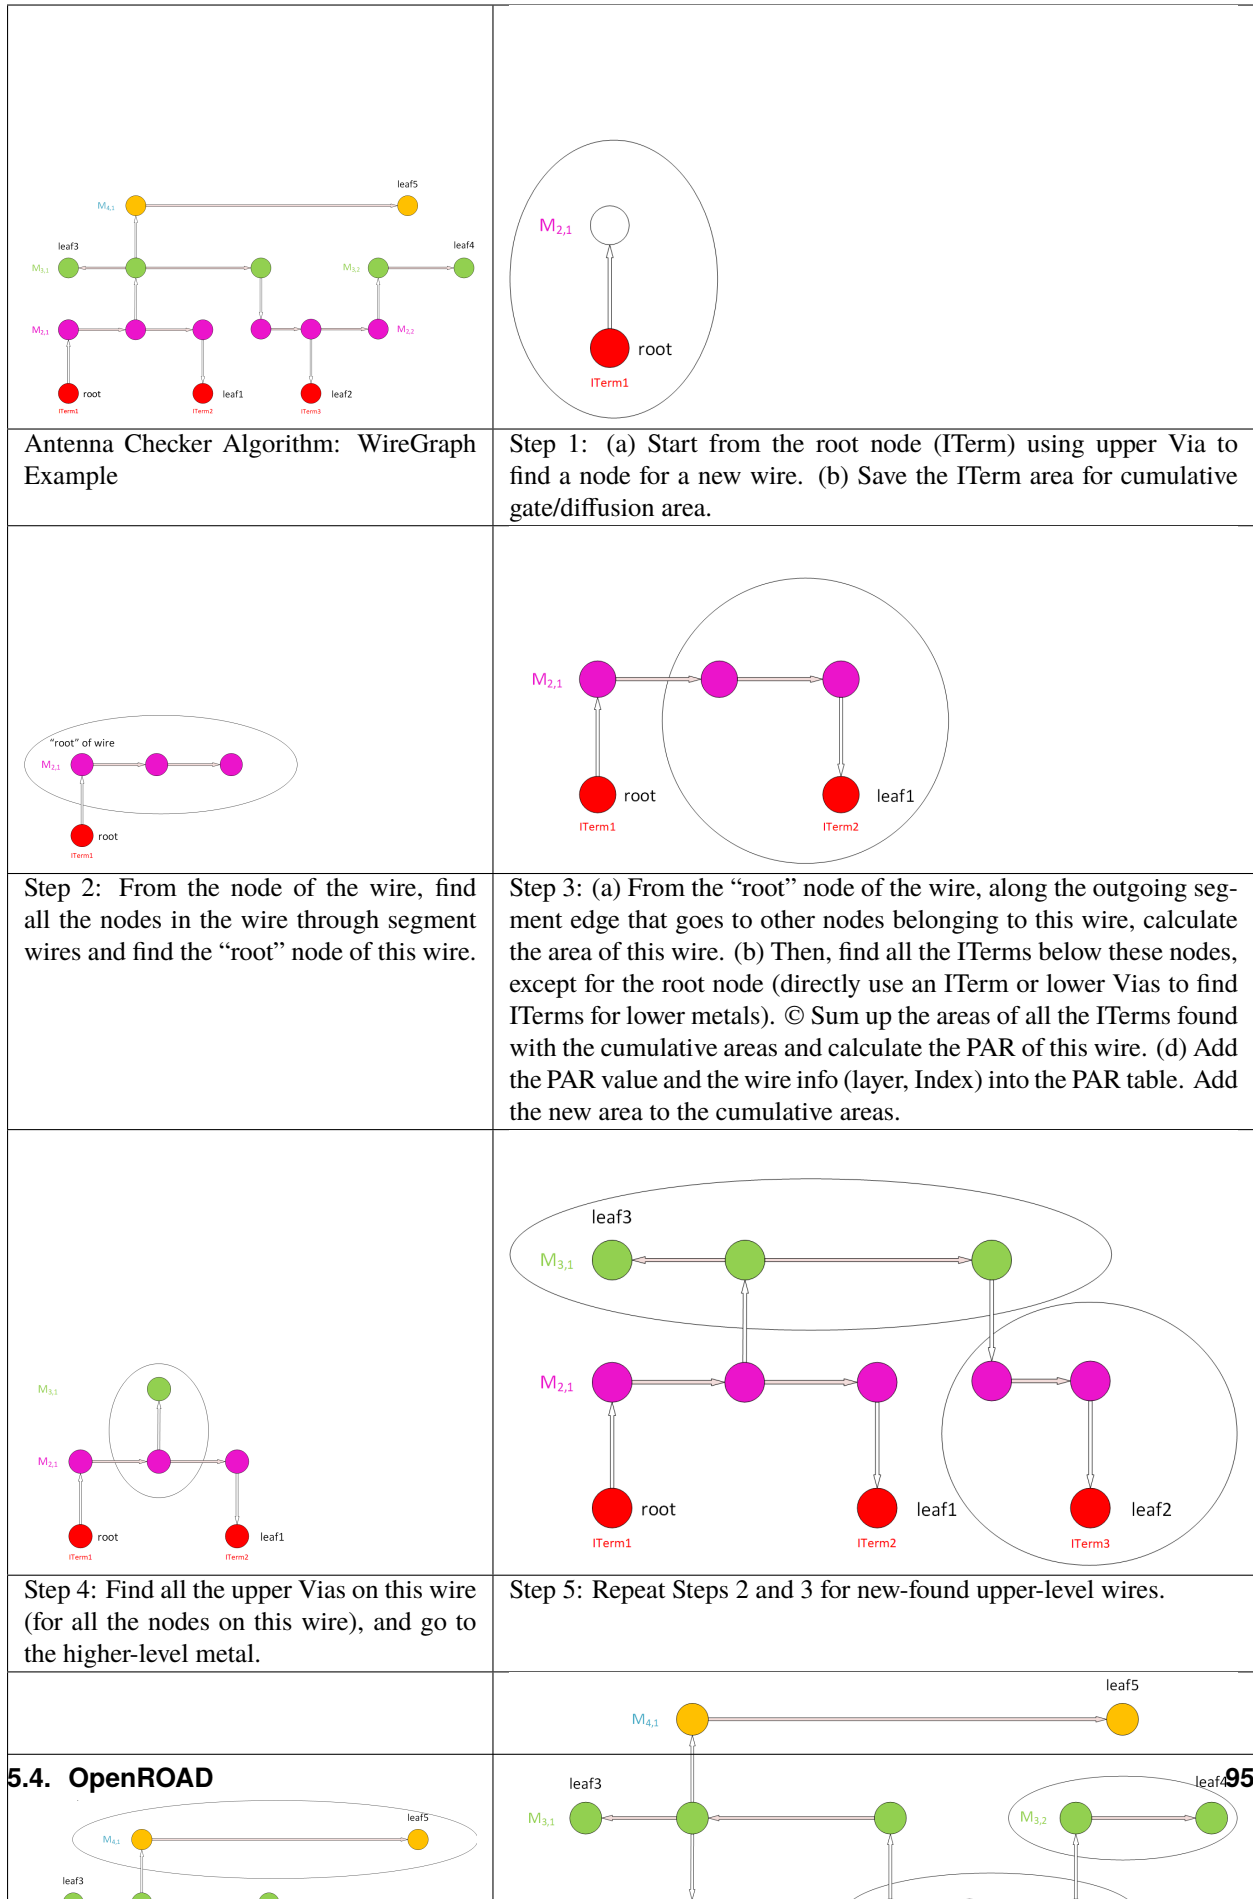 leaf5
M4,1
leaf3
leaf4
M3,1
M3,2
M2,1
M2,2
root
leaf1
leaf2
ITerm1
ITerm2
ITerm3
M2,1
root
ITerm1
Antenna Checker Algorithm: WireGraph
Example
Step 1: (a) Start from the root node (ITerm) using upper Via to
find a node for a new wire. (b) Save the ITerm area for cumulative
gate/diffusion area.
“root” of wire
M2,1
root
ITerm1
M2,1
root
leaf1
ITerm1
ITerm2
Step 2: From the node of the wire, find
all the nodes in the wire through segment
wires and find the “root” node of this wire.
Step 3: (a) From the “root” node of the wire, along the outgoing seg-
ment edge that goes to other nodes belonging to this wire, calculate
the area of this wire. (b) Then, find all the ITerms below these nodes,
except for the root node (directly use an ITerm or lower Vias to find
ITerms for lower metals). © Sum up the areas of all the ITerms found
with the cumulative areas and calculate the PAR of this wire. (d) Add
the PAR value and the wire info (layer, Index) into the PAR table. Add
the new area to the cumulative areas.
M3,1
M2,1
root
leaf1
ITerm1
ITerm2
leaf3
M3,1
M2,1
root
leaf1
leaf2
ITerm1
ITerm2
ITerm3
Step 4: Find all the upper Vias on this wire
(for all the nodes on this wire), and go to
the higher-level metal.
Step 5: Repeat Steps 2 and 3 for new-found upper-level wires.
leaf5
M4,1
leaf3
leaf4
M3,1
M3,2
5.4. OpenROAD
95
leaf5
M4,1
leaf3